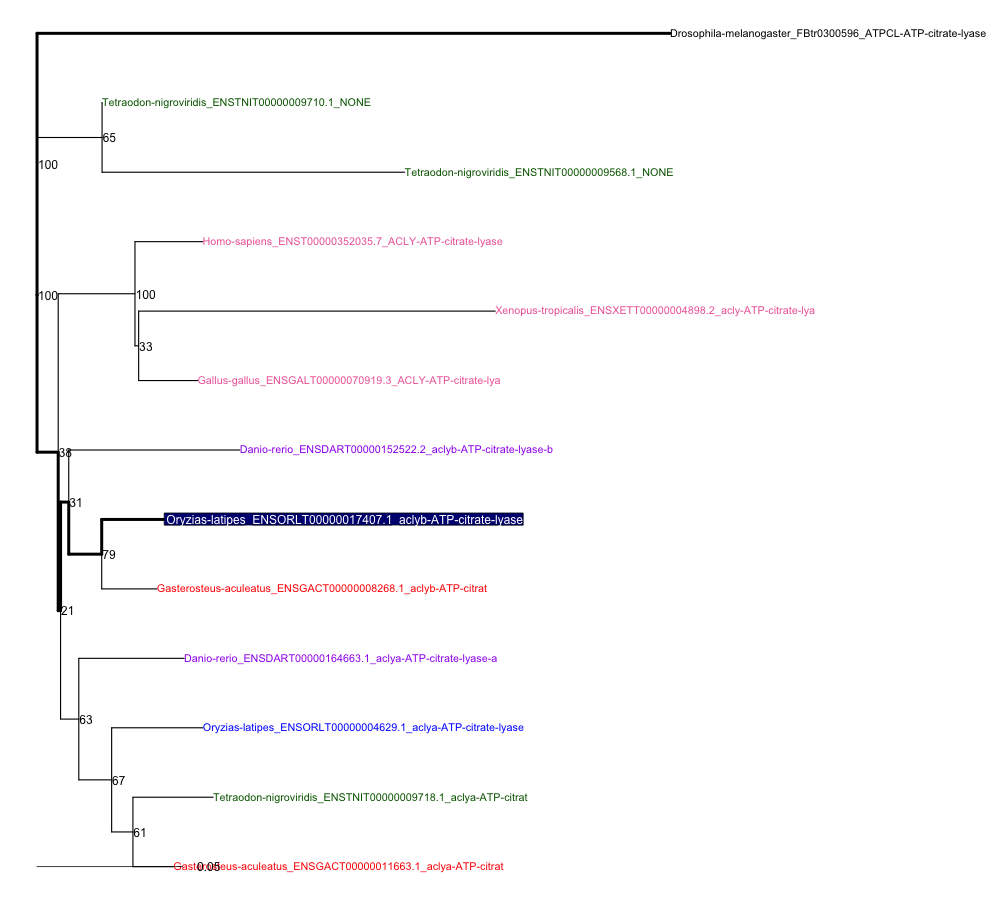 Drosophila-melanogaster_FBtr0300596_ATPCL-ATP-citrate-lyase
Tetraodon-nigroviridis_ENSTNIT00000009710.1_NONE
65
100
Tetraodon-nigroviridis_ENSTNIT00000009568.1_NONE
Homo-sapiens_ENST00000352035.7_ACLY-ATP-citrate-lyase
100
100
Xenopus-tropicalis_ENSXETT00000004898.2_acly-ATP-citrate-lya
33
Gallus-gallus_ENSGALT00000070919.3_ACLY-ATP-citrate-lya
Danio-rerio_ENSDART00000152522.2_aclyb-ATP-citrate-lyase-b
38
31
Oryzias-latipes_ENSORLT00000017407.1_aclyb-ATP-citrate-lyase
79
Gasterosteus-aculeatus_ENSGACT00000008268.1_aclyb-ATP-citrat
21
Danio-rerio_ENSDART00000164663.1_aclya-ATP-citrate-lyase-a
63
Oryzias-latipes_ENSORLT00000004629.1_aclya-ATP-citrate-lyase
67
Tetraodon-nigroviridis_ENSTNIT00000009718.1_aclya-ATP-citrat
61
Gasterosteus-aculeatus_ENSGACT00000011663.1_aclya-ATP-citrat
0.05